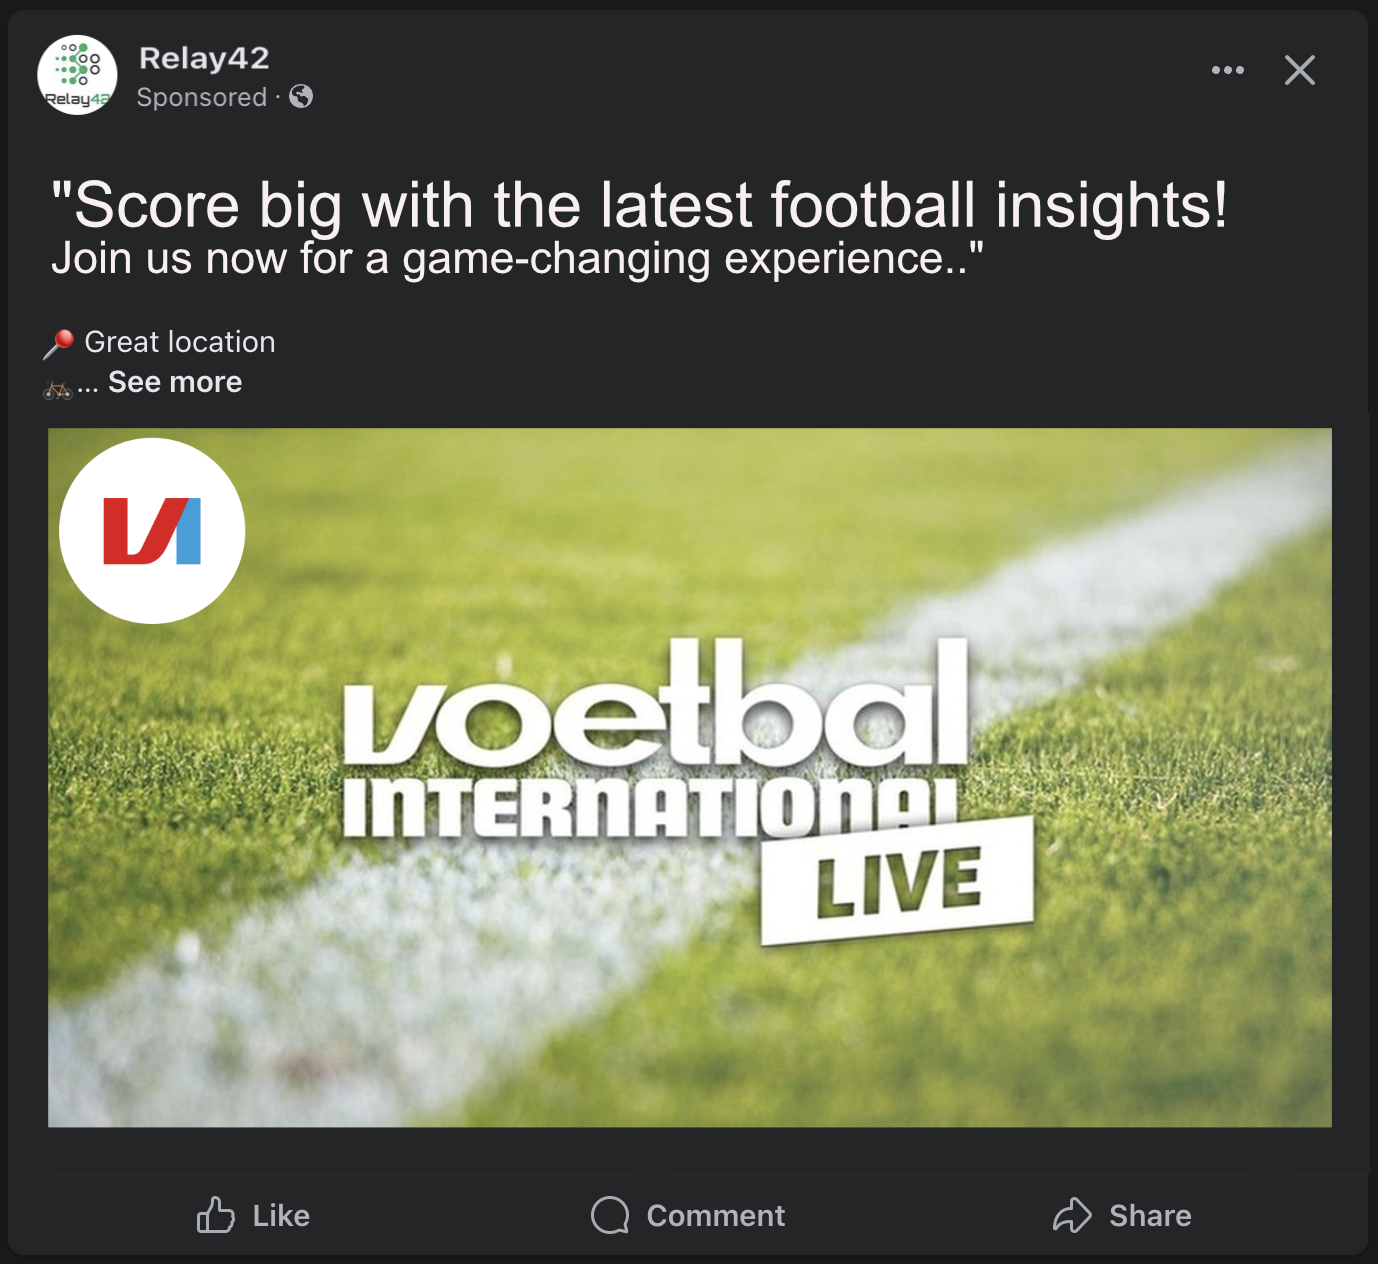 Relay42
Relay42
Sponsored ·
"Score big with the latest football insights!
Join us now for a game-changing experience.."
📍 Great location
🚲... See more
VI
voetbal
INTERNATIONAL
LIVE
Like
Comment
Share